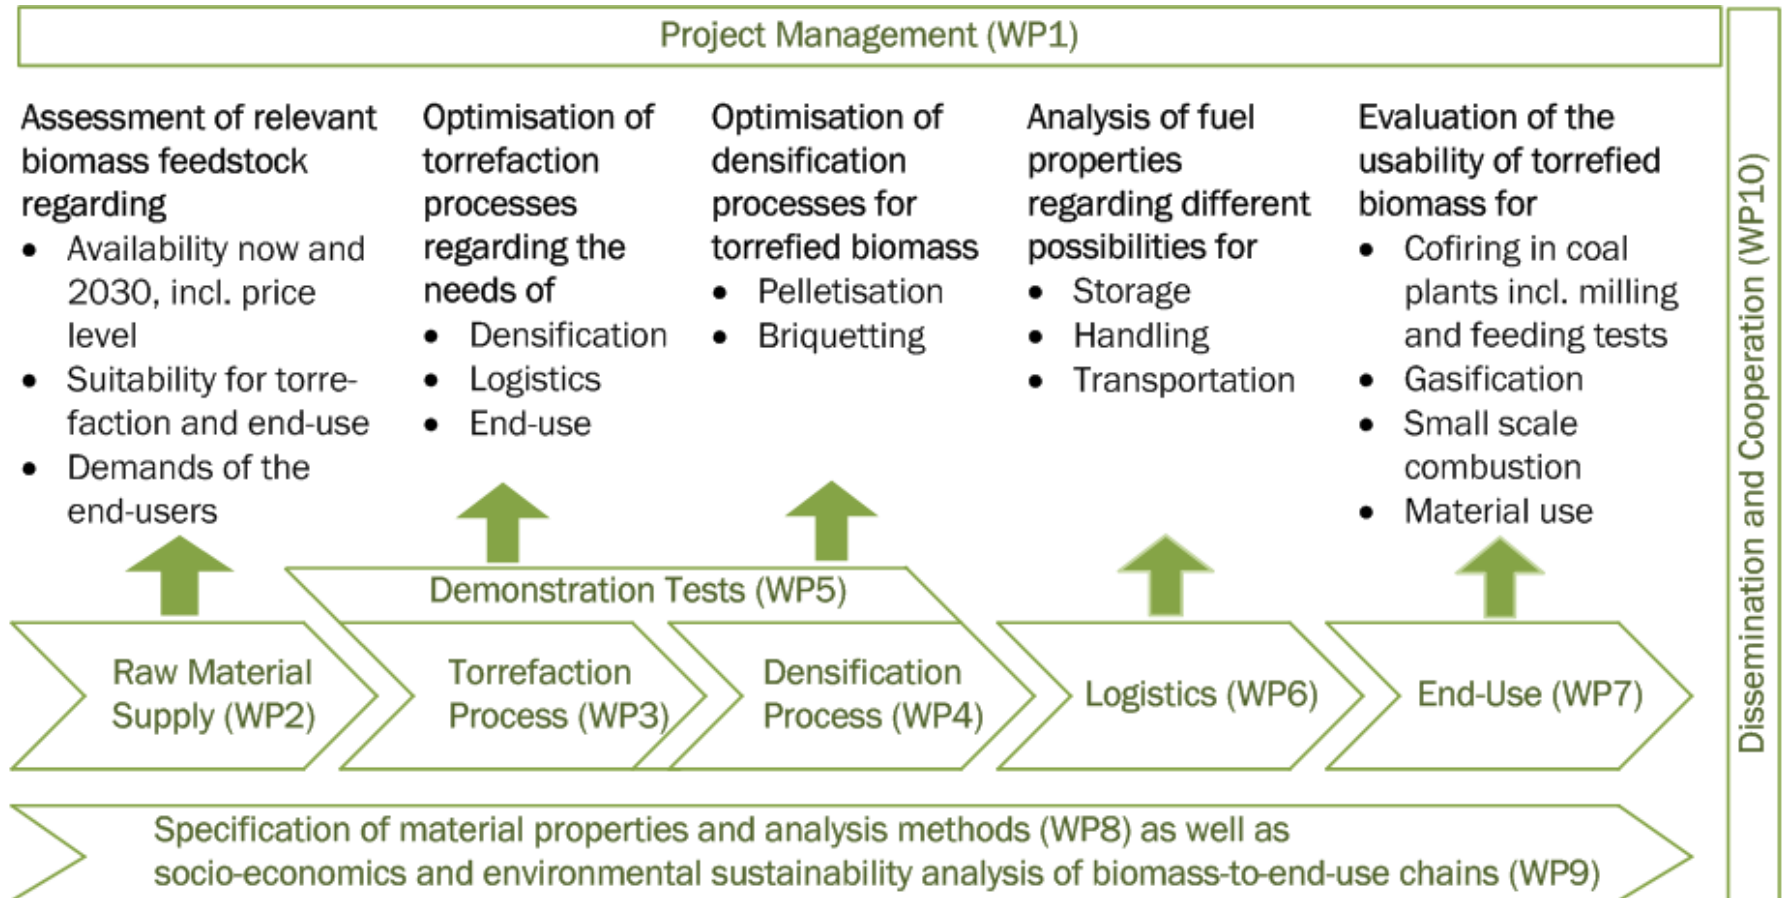 Project Management (WP1)
Assessment of relevant
biomass feedstock
regarding
• Availability now and
2030, incl. price
level
• Suitability for torre-
faction and end-use
• Demands of the
end-users
Optimisation of
torrefaction
processes
regarding the
needs of
• Densification
• Logistics
• End-use
Optimisation of
densification
processes for
torrefied biomass
• Pelletisation
• Briquetting
Analysis of fuel
properties
regarding different
possibilities for
• Storage
• Handling
• Transportation
Evaluation of the
usability of torrefied
biomass for
• Cofiring in coal
plants incl. milling
and feeding tests
• Gasification
• Small scale
combustion
• Material use
Demonstration Tests (WP5)
Raw Material
Supply (WP2)
Torrefaction
Process (WP3)
Densification
Process (WP4)
Logistics (WP6)
End-Use (WP7)
Specification of material properties and analysis methods (WP8) as well as
socio-economics and environmental sustainability analysis of biomass-to-end-use chains (WP9)
Dissemination and Cooperation (WP10)